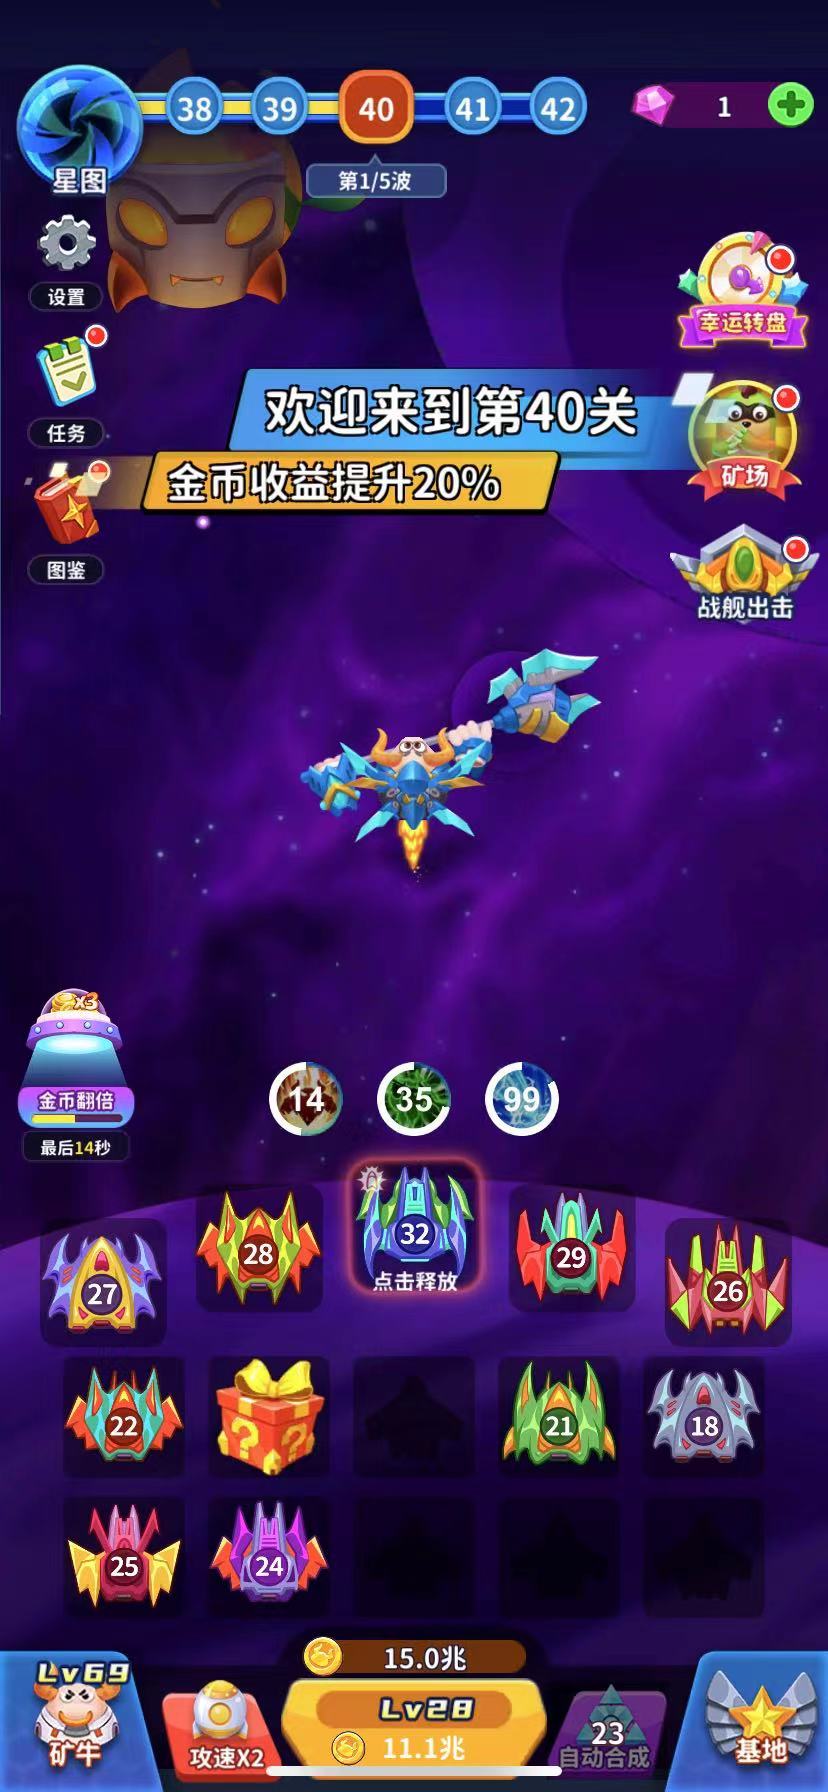 38
39
40
41
42
1
星图
第1/5波
设置
幸运转盘
任务
欢迎来到第40关
矿场
金币收益提升20%
图鉴
战舰出击
X3
金币翻倍
最后14秒
14
35
99
27
28
32
点击释放
29
26
22
? ?
21
18
25
24
15.0兆
Lv69
矿牛
攻速X2
Lv28
11.1兆
23
自动合成
基地